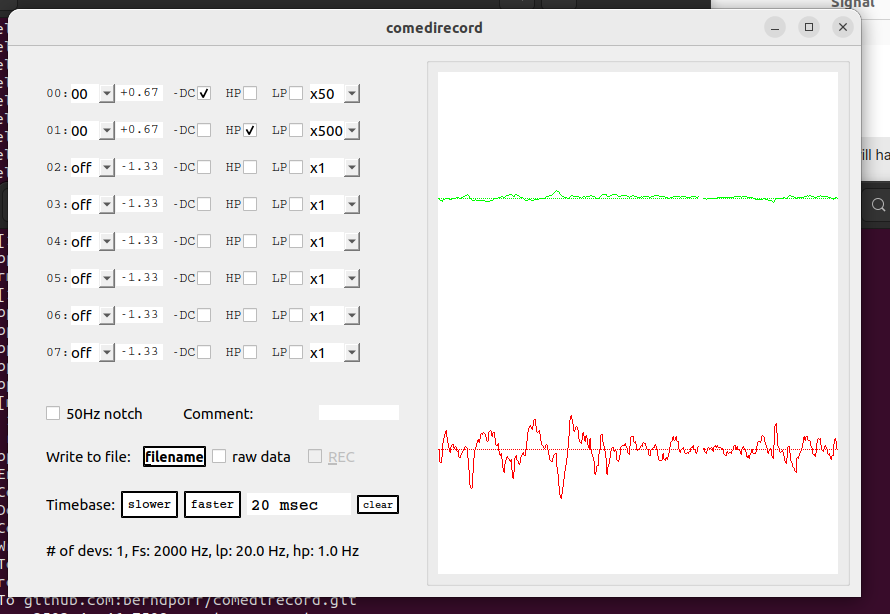 Signal
comedirecord
00: 00 +0.67 -DC HP LP x50
01: 00 +0.67 -DC HP LP x500
02: off -1.33 -DC HP LP x1
03: off -1.33 -DC HP LP x1
04: off -1.33 -DC HP LP x1
05: off -1.33 -DC HP LP x1
06: off -1.33 -DC HP LP x1
07: off -1.33 -DC HP LP x1
50Hz notch Comment:
Write to file: filename raw data REC
Timebase: slower faster 20 msec clear
# of devs: 1, Fs: 2000 Hz, lp: 20.0 Hz, hp: 1.0 Hz
ill ha
To github.com:berndporr/comedirecord.git